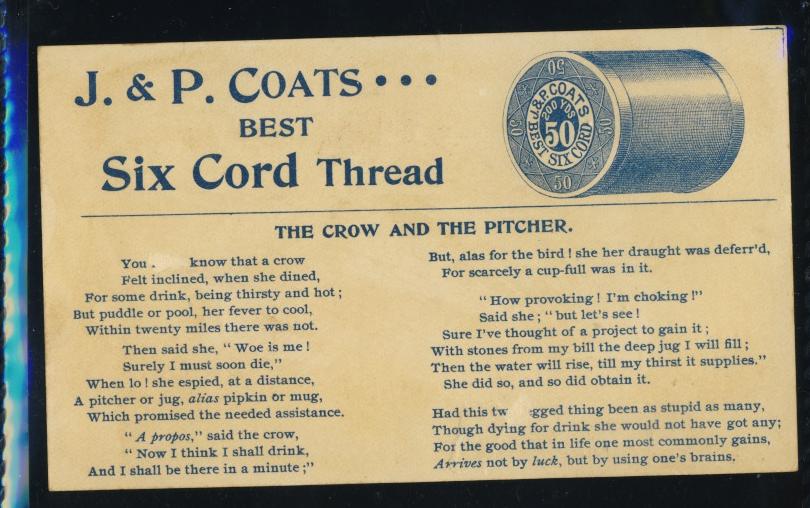 J. & P. COATS • • •
BEST
Six Cord Thread
50
J.&P. COATS
200 YDS
50
BEST SIX CORD
50
50
50
THE CROW AND THE PITCHER.
You . know that a crow
Felt inclined, when she dined,
For some drink, being thirsty and hot ;
But puddle or pool, her fever to cool,
Within twenty miles there was not.
Then said she, “ Woe is me !
Surely I must soon die,”
When lo ! she espied, at a distance,
A pitcher or jug, alias pipkin or mug,
Which promised the needed assistance.
“ A propos,” said the crow,
“ Now I think I shall drink,
And I shall be there in a minute ;”
But, alas for the bird ! she her draught was deferr'd,
For scarcely a cup-full was in it.
“ How provoking ! I'm choking !”
Said she ; “ but let's see !
Sure I've thought of a project to gain it ;
With stones from my bill the deep jug I will fill ;
Then the water will rise, till my thirst it supplies.”
She did so, and so did obtain it.
Had this thing been as stupid as many,
Though dying for drink she would not have got any;
For the good that in life one most commonly gains,
Arrives not by luck, but by using one's brains.